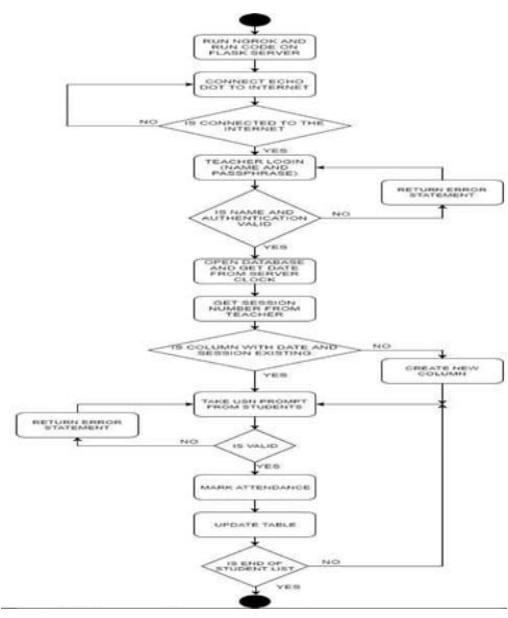 RUN NGROK AND
RUN CODE ON
FLASK SERVER
CONNECT ECHO
DOT TO INTERNET
NO
IS CONNECTED TO THE
INTERNET
YES
TEACHER LOGIN
(NAME AND
PASSPHRASE)
RETURN ERROR
STATEMENT
IS NAME AND
AUTHENTICATION
VALID
NO
YES
OPEN DATABASE
AND GET DATE
FROM SERVER
CLOCK
GET SESSION
NUMBER FROM
TEACHER
IS COLUMN WITH DATE AND
SESSION EXISTING
NO
YES
CREATE NEW
COLUMN
TAKE USN PROMPT
FROM STUDENTS
RETURN ERROR
STATEMENT
NO
IS VALID
YES
MARK ATTENDANCE
UPDATE TABLE
IS END OF
STUDENT LIST
NO
YES